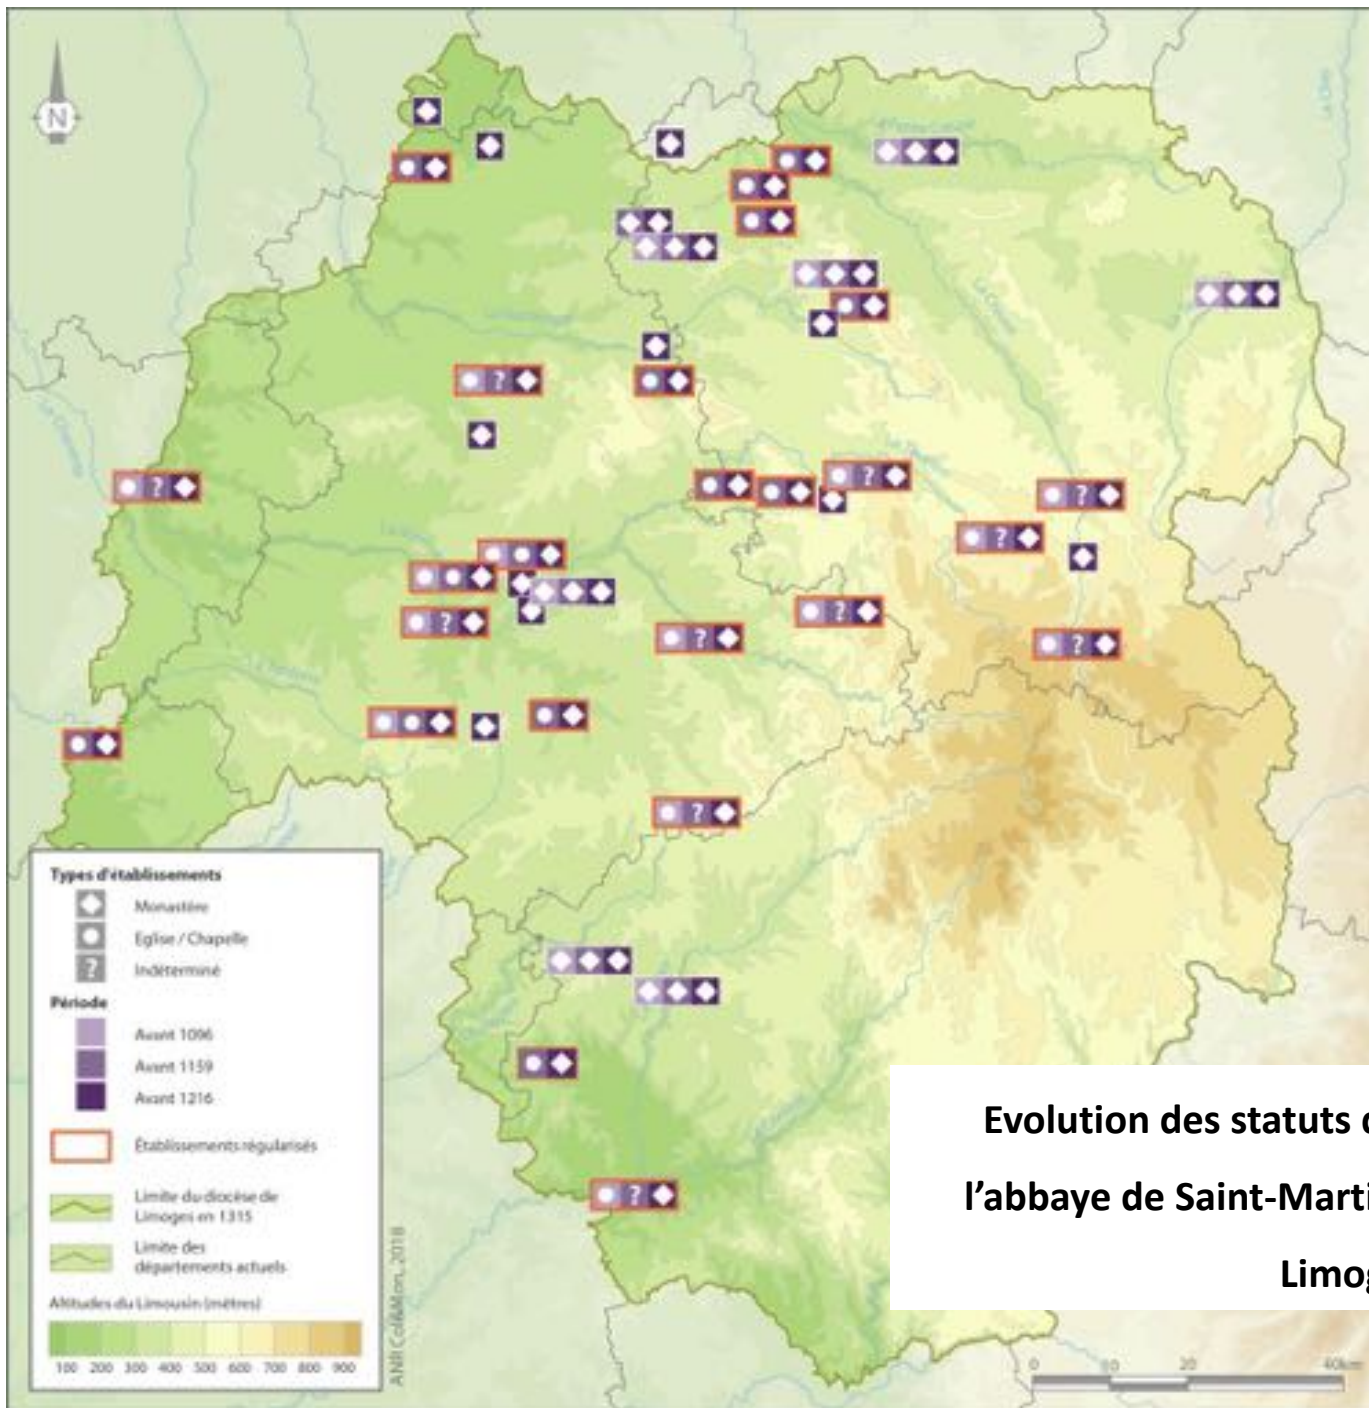 N
Types d'établissements
Monastère
Eglise / Chapelle
? Indéterminé
Période
Avant 1096
Avant 1159
Avant 1216
Établissements régularisés
Limite du diocèse de
Limoges en 1315
Limite des
départements actuels
Altitudes du Limousin (mètres)
100 200 300 400 500 600 700 800 900
ANR Col&Mon, 2018
Evolution des statuts d
l'abbaye de Saint-Marti
Limog
0 10 20 40km